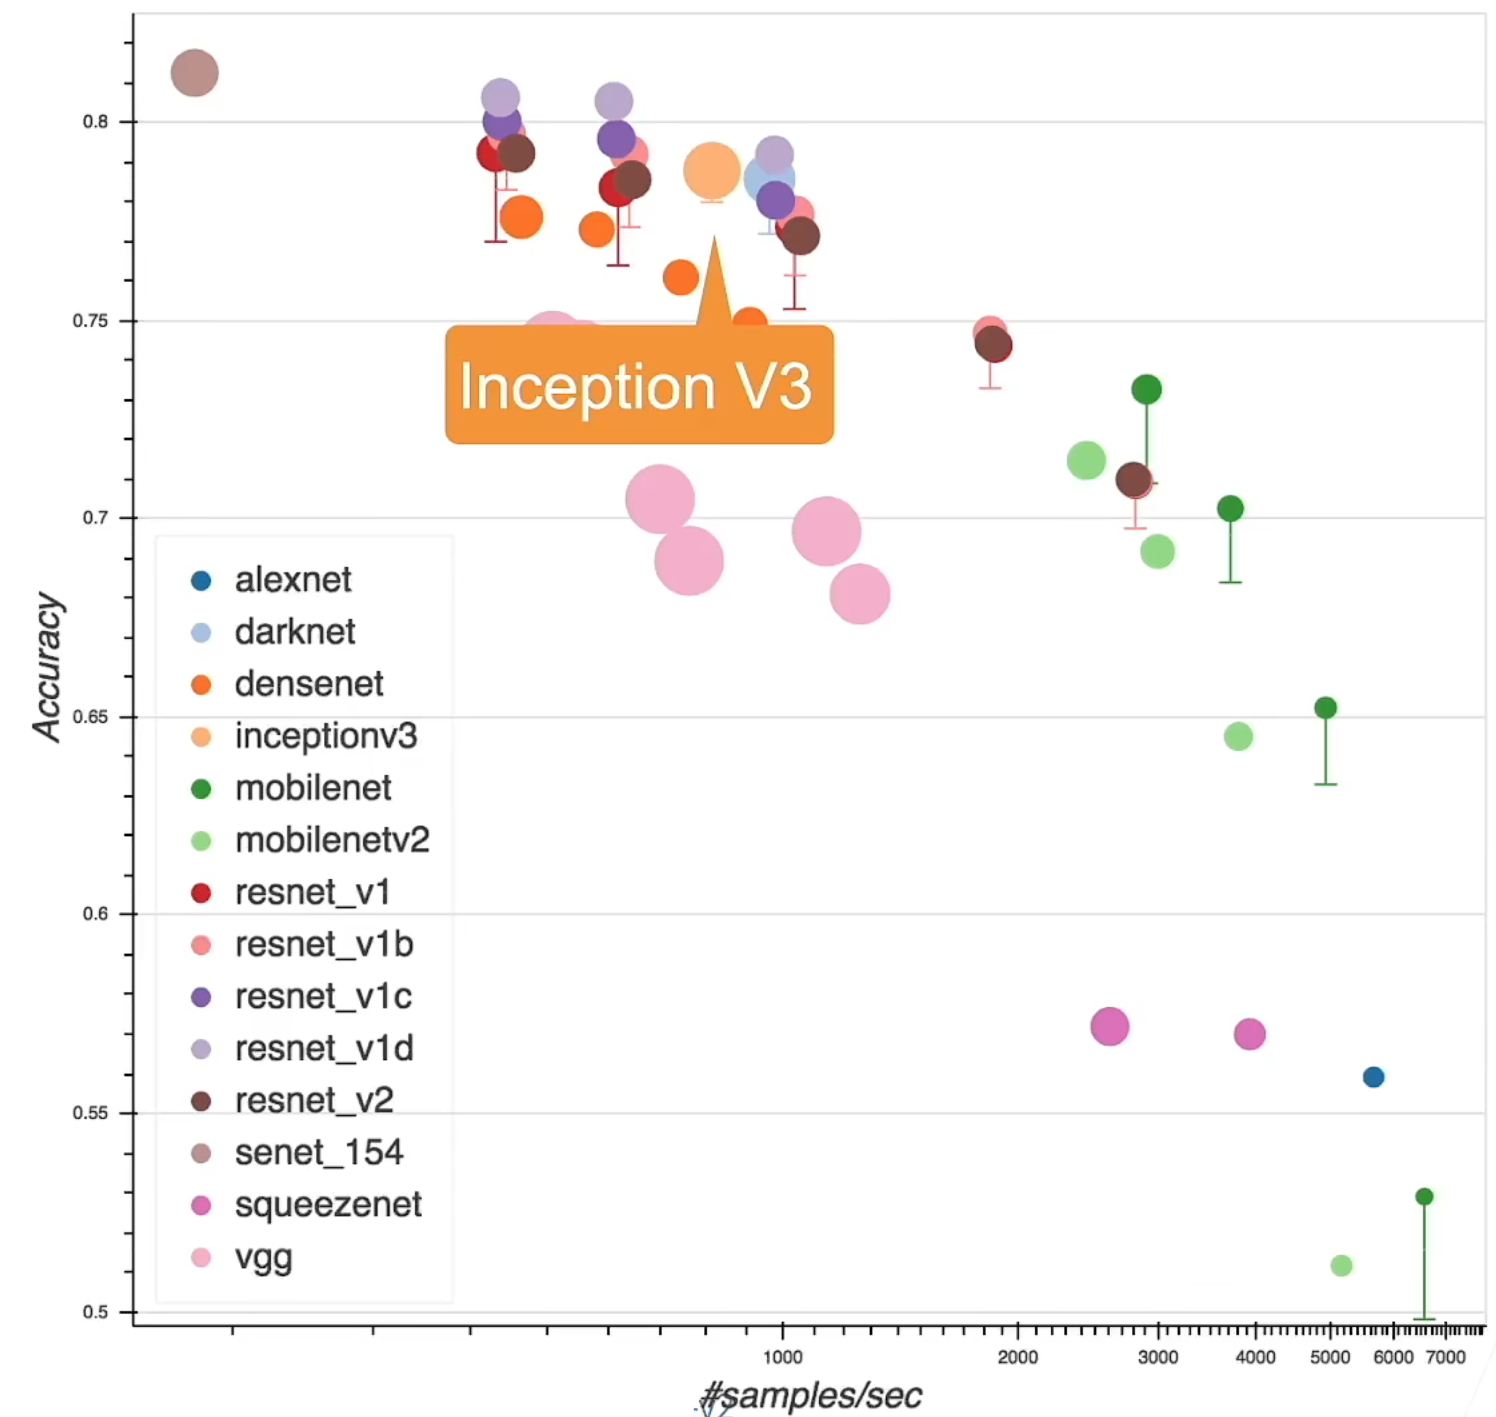 0.8
0.75
Inception V3
0.7
0.65
0.6
0.55
0.5
Accuracy
alexnet
darknet
densenet
inceptionv3
mobilenet
mobilenetv2
resnet_v1
resnet_v1b
resnet_v1c
resnet_v1d
resnet_v2
senet_154
squeezenet
vgg
1000 2000 3000 4000 5000 6000 7000
#samples/sec